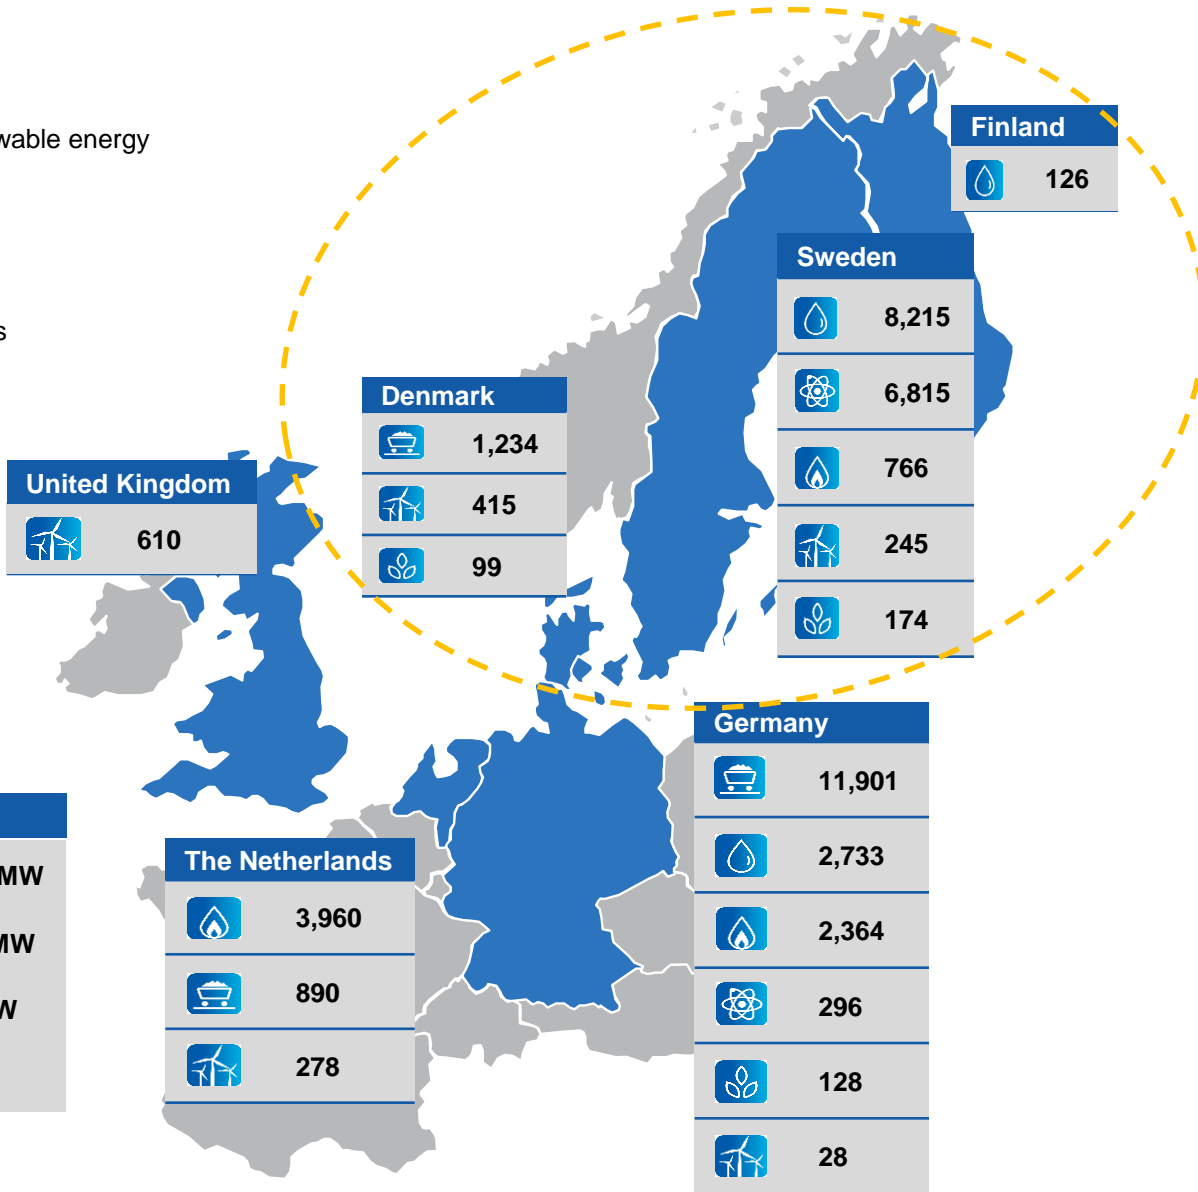 energy
s
Finland
126
Sweden
8,215
6,815
766
245
174
Denmark
1,234
415
99
United Kingdom
610
Germany
11,901
2,733
2,364
296
128
28
MW
MW
W
The Netherlands
3,960
890
278